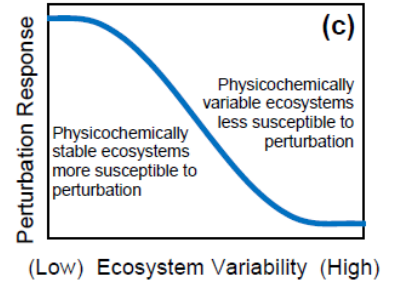 (c)
Perturbation Response
Physicochemically
variable ecosystems
less susceptible to
perturbation
Physicochemically
stable ecosystems
more susceptible to
perturbation
(Low) Ecosystem Variability (High)